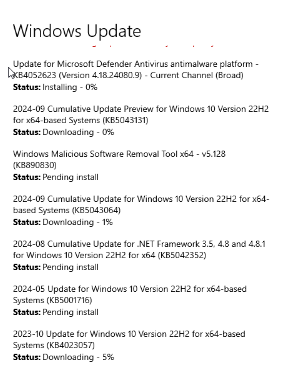 Windows Update
Update for Microsoft Defender Antivirus antimalware platform -
KB4052623 (Version 4.18.24080.9) - Current Channel (Broad)
Status: Installing - 0%
2024-09 Cumulative Update Preview for Windows 10 Version 22H2
for x64-based Systems (KB5043131)
Status: Downloading - 0%
Windows Malicious Software Removal Tool x64 - v5.128
(KB890830)
Status: Pending install
2024-09 Cumulative Update for Windows 10 Version 22H2 for x64-
based Systems (KB5043064)
Status: Downloading - 1%
2024-08 Cumulative Update for .NET Framework 3.5, 4.8 and 4.8.1
for Windows 10 Version 22H2 for x64 (KB5042352)
Status: Pending install
2024-05 Update for Windows 10 Version 22H2 for x64-based
Systems (KB5001716)
Status: Pending install
2023-10 Update for Windows 10 Version 22H2 for x64-based
Systems (KB4023057)
Status: Downloading - 5%